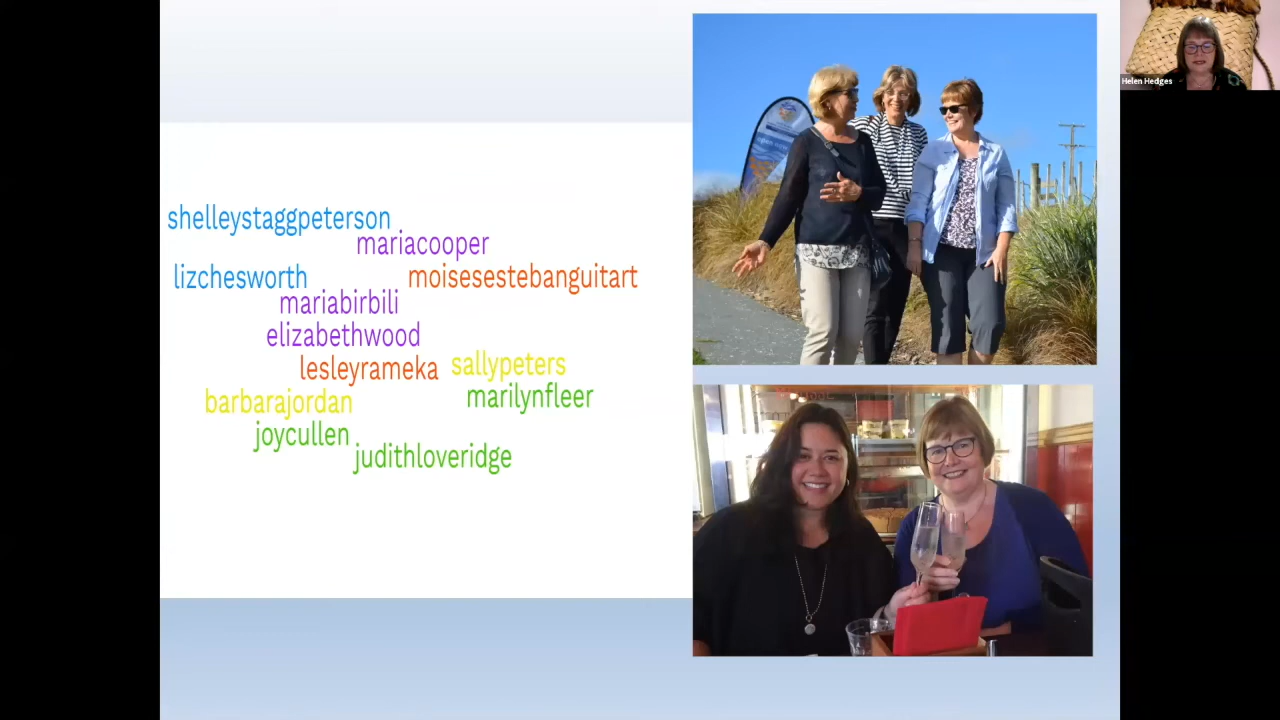 shelleystaggpeterson
mariacooper
lizchesworth
moisesestebanguitart
mariabirbili
elizabethwood
lesleyrameka
sallypeters
barbarajordan
marilynfleer
joycullen
judithloveridge
Helen Hedges